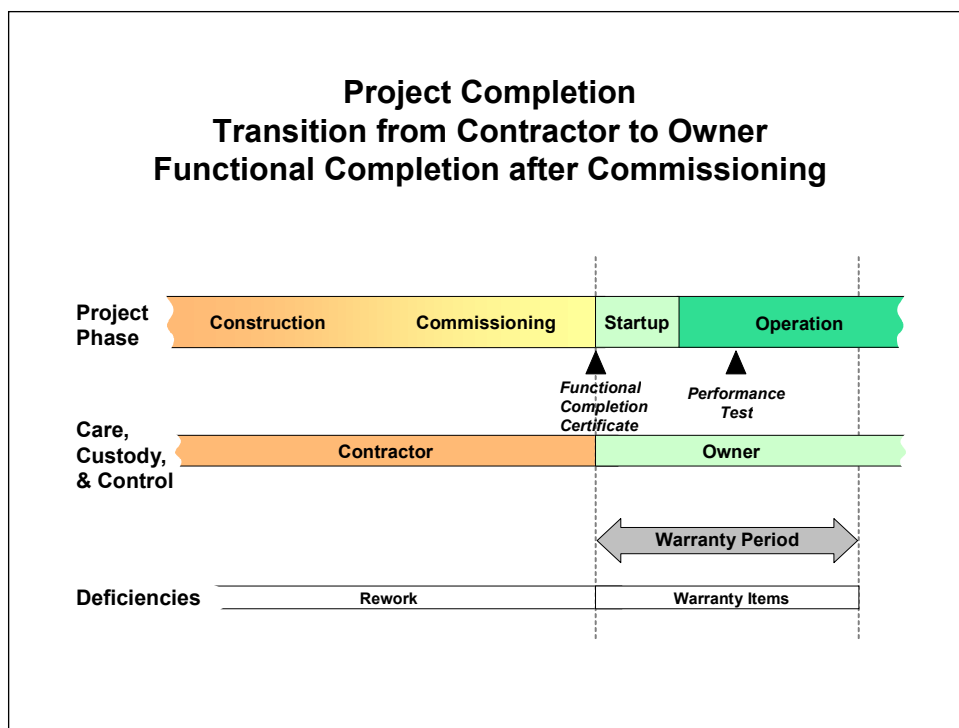 Project Completion
Transition from Contractor to Owner
Functional Completion after Commissioning
Project
Phase
Construction
Commissioning
Startup
Operation
Functional
Completion
Certificate
Performance
Test
Care,
Custody,
& Control
Contractor
Owner
Warranty Period
Deficiencies
Rework
Warranty Items